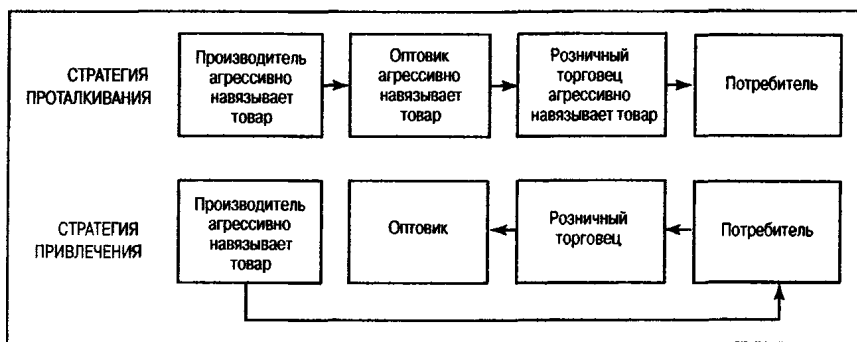 СТРАТЕГИЯ
ПРОТАЛКИВАНИЯ
Производитель
агрессивно
навязывает
товар
Оптовик
агрессивно
навязывает
товар
Розничный
торговец
агрессивно
навязывает товар
Потребитель
СТРАТЕГИЯ
ПРИВЛЕЧЕНИЯ
Производитель
агрессивно
навязывает
товар
Оптовик
Розничный
торговец
Потребитель